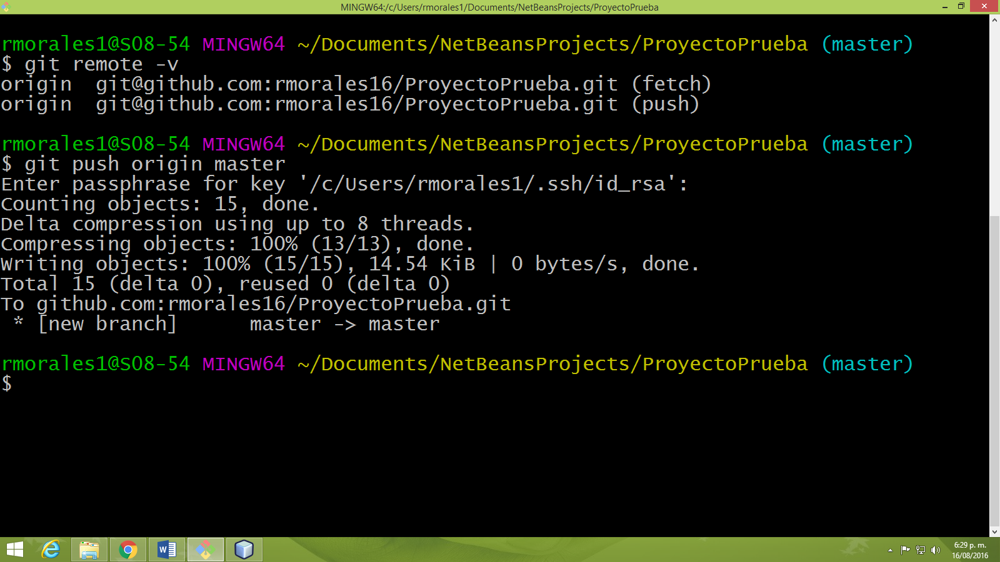 MINGW64:/c/Users/rmorales1/Documents/NetBeansProjects/ProyectoPrueba
rmorales1@S08-54 MINGW64 ~/Documents/NetBeansProjects/ProyectoPrueba (master)
$ git remote -v
origin  git@github.com:rmorales16/ProyectoPrueba.git (fetch)
origin  git@github.com:rmorales16/ProyectoPrueba.git (push)
rmorales1@S08-54 MINGW64 ~/Documents/NetBeansProjects/ProyectoPrueba (master)
$ git push origin master
Enter passphrase for key '/c/Users/rmorales1/.ssh/id_rsa':
Counting objects: 15, done.
Delta compression using up to 8 threads.
Compressing objects: 100% (13/13), done.
Writing objects: 100% (15/15), 14.54 KiB | 0 bytes/s, done.
Total 15 (delta 0), reused 0 (delta 0)
To github.com:rmorales16/ProyectoPrueba.git
 * [new branch]      master -> master
rmorales1@S08-54 MINGW64 ~/Documents/NetBeansProjects/ProyectoPrueba (master)
$
6:29 p. m.
16/08/2016